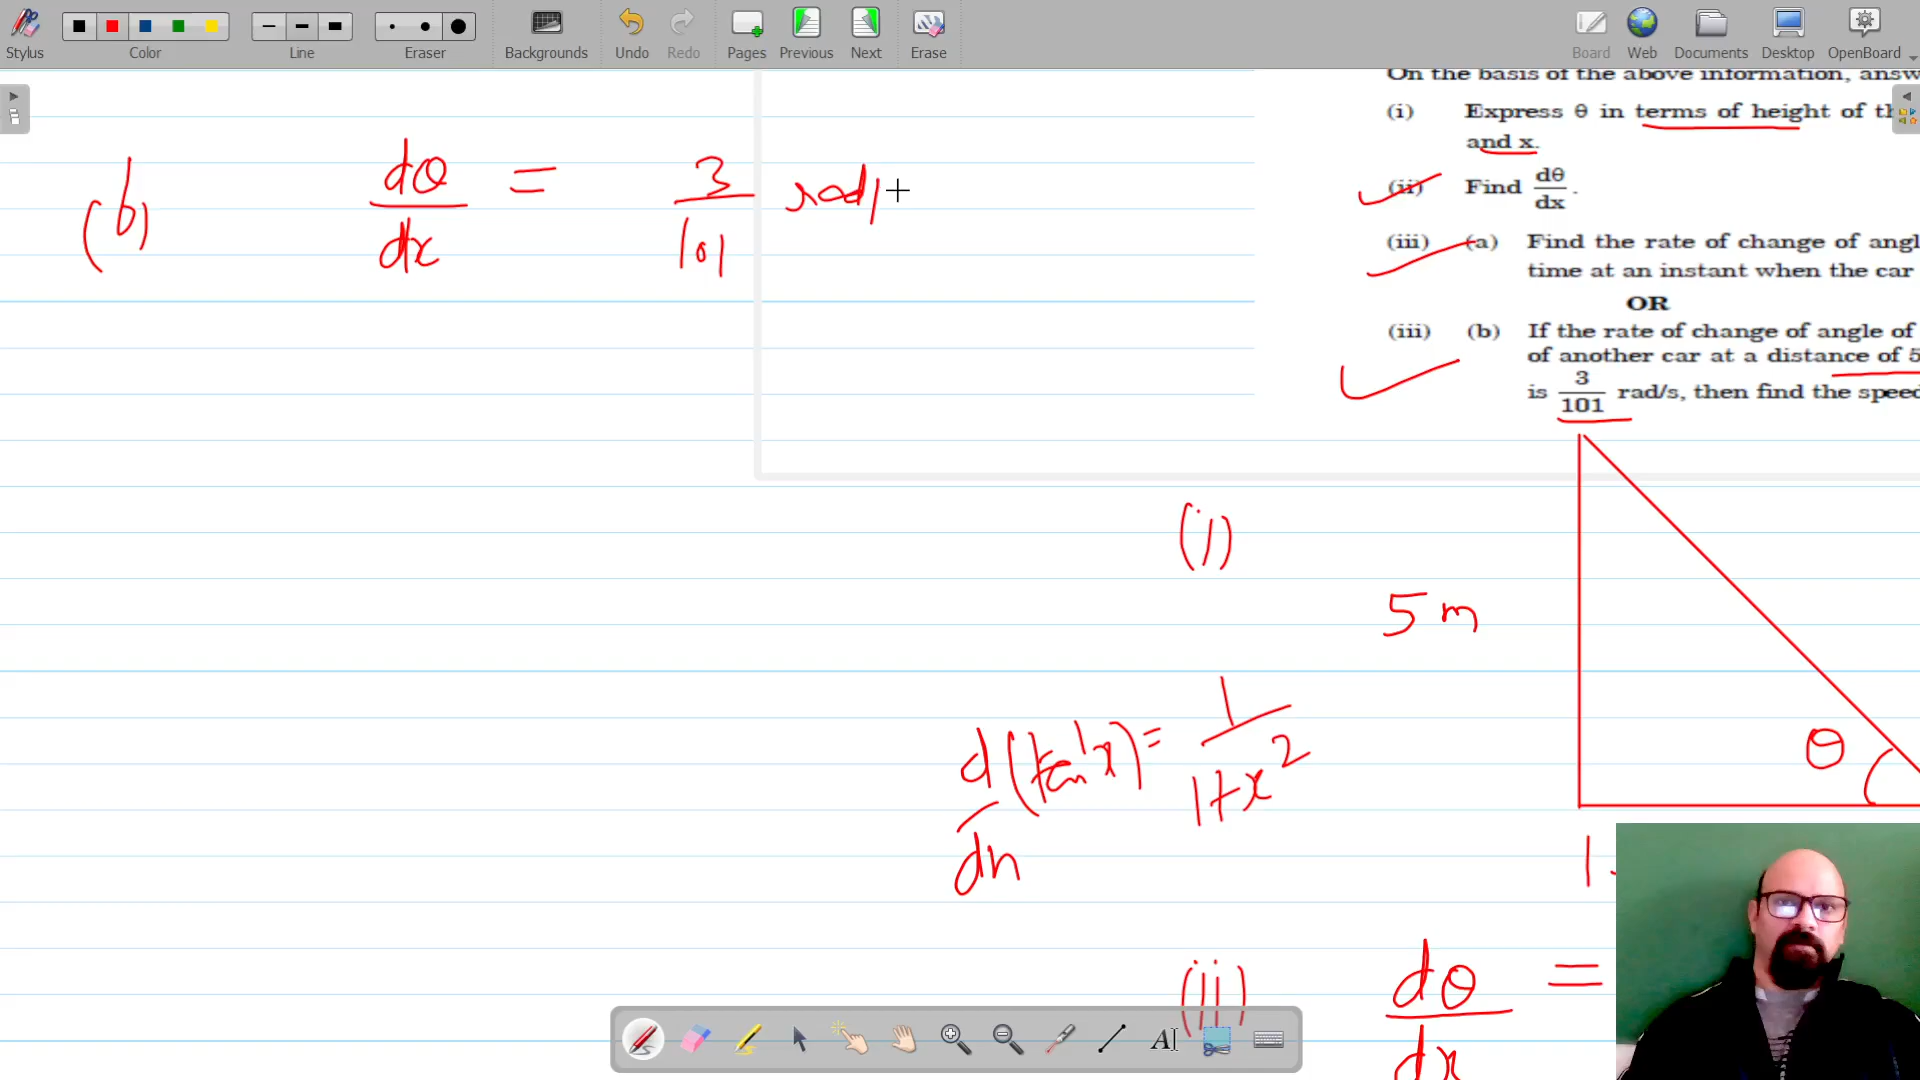 Stylus Color Line Eraser Backgrounds Undo Redo Pages Previous Next Erase Board Web Documents Desktop OpenBoard
On the basis of the above information, answ
(i) Express θ in terms of height of th
and x.
(ii) Find dθ/dx .
(iii) (a) Find the rate of change of angl
time at an instant when the car
OR
(iii) (b) If the rate of change of angle of
of another car at a distance of 5
is 3/101 rad/s, then find the speed
(b) dθ/dx = 3/101 rad/
(i)
5 m
d/dn (tan⁻¹x) = 1/1+x²
θ
1.
(ii) dθ/dx =
AI